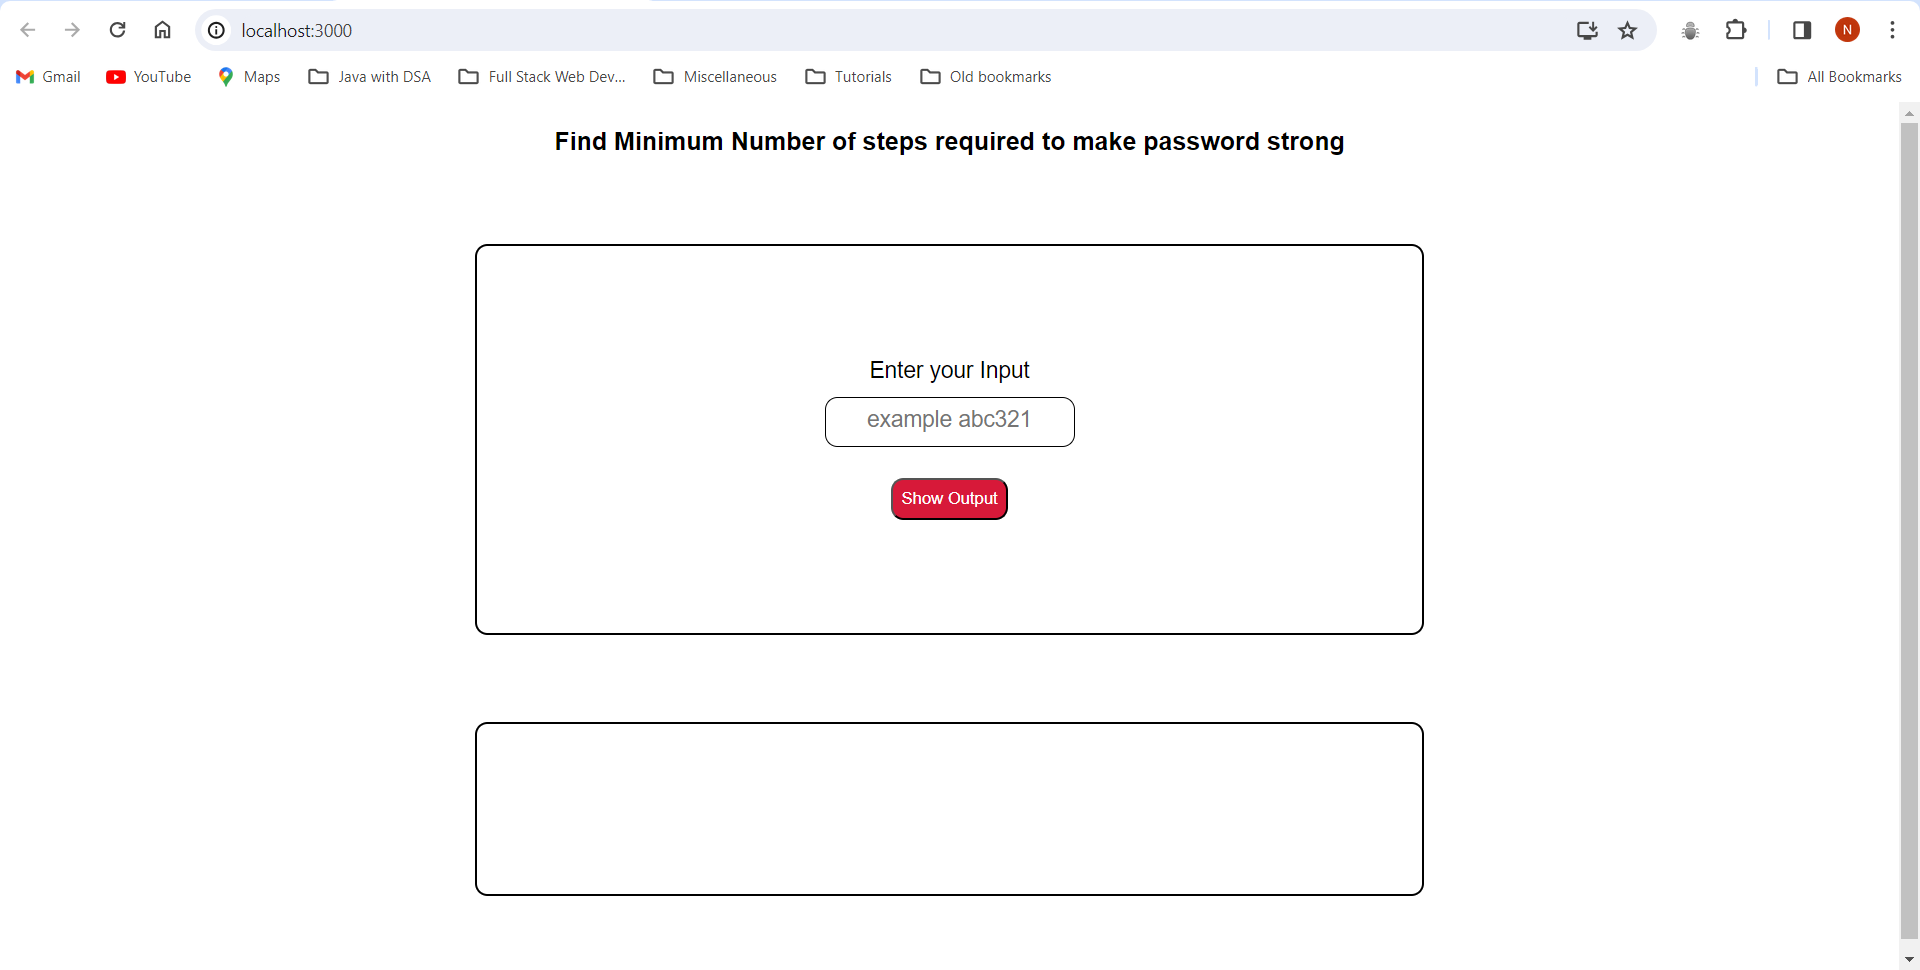 localhost:3000
N
Gmail YouTube Maps Java with DSA Full Stack Web Dev... Miscellaneous Tutorials Old bookmarks All Bookmarks
Find Minimum Number of steps required to make password strong
Enter your Input
example abc321
Show Output